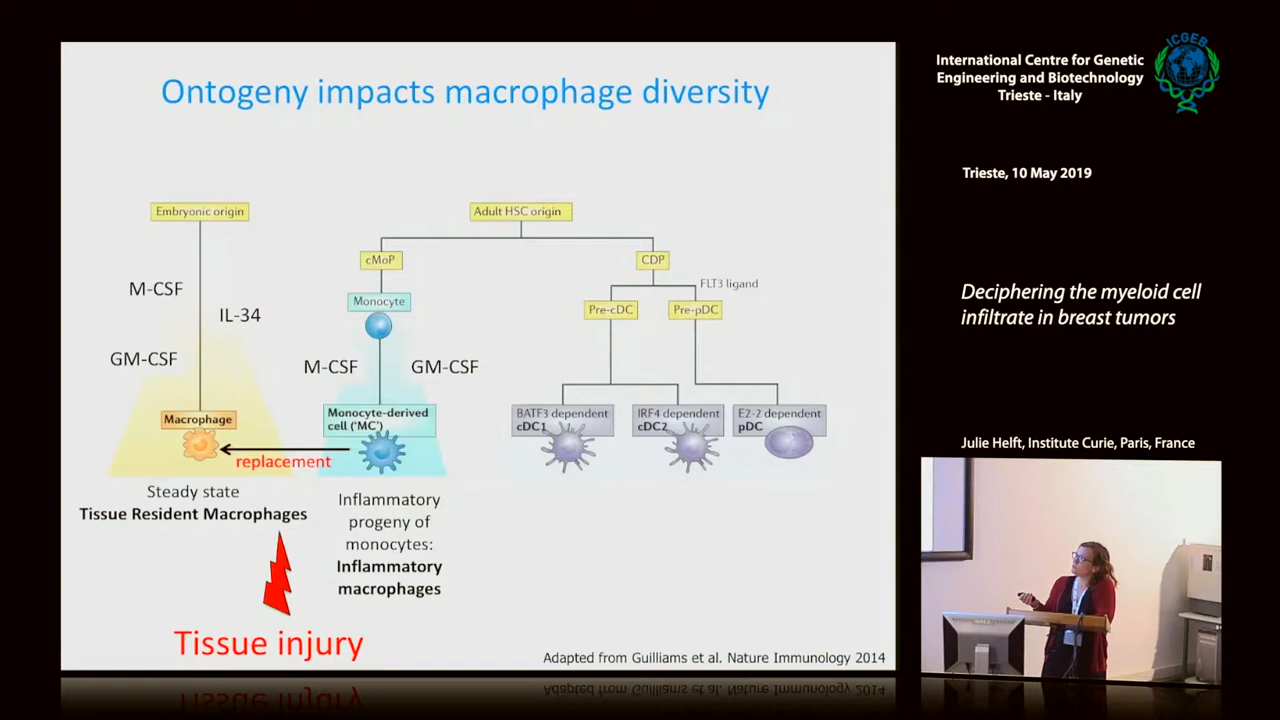 Ontogeny impacts macrophage diversity
Embryonic origin
Adult HSC origin
cMoP
CDP
FLT3 ligand
M-CSF
IL-34
Monocyte
Pre-cDC
Pre-pDC
GM-CSF
M-CSF
GM-CSF
Macrophage
Monocyte-derived
cell ('MC')
BATF3 dependent
cDC1
IRF4 dependent
cDC2
E2-2 dependent
pDC
replacement
Steady state
Tissue Resident Macrophages
Inflammatory
progeny of
monocytes:
Inflammatory
macrophages
Tissue injury
Adapted from Guilliams et al. Nature Immunology 2014
International Centre for Genetic
Engineering and Biotechnology
Trieste - Italy
ICGEB
Trieste, 10 May 2019
Deciphering the myeloid cell
infiltrate in breast tumors
Julie Helft, Institute Curie, Paris, France
DELL